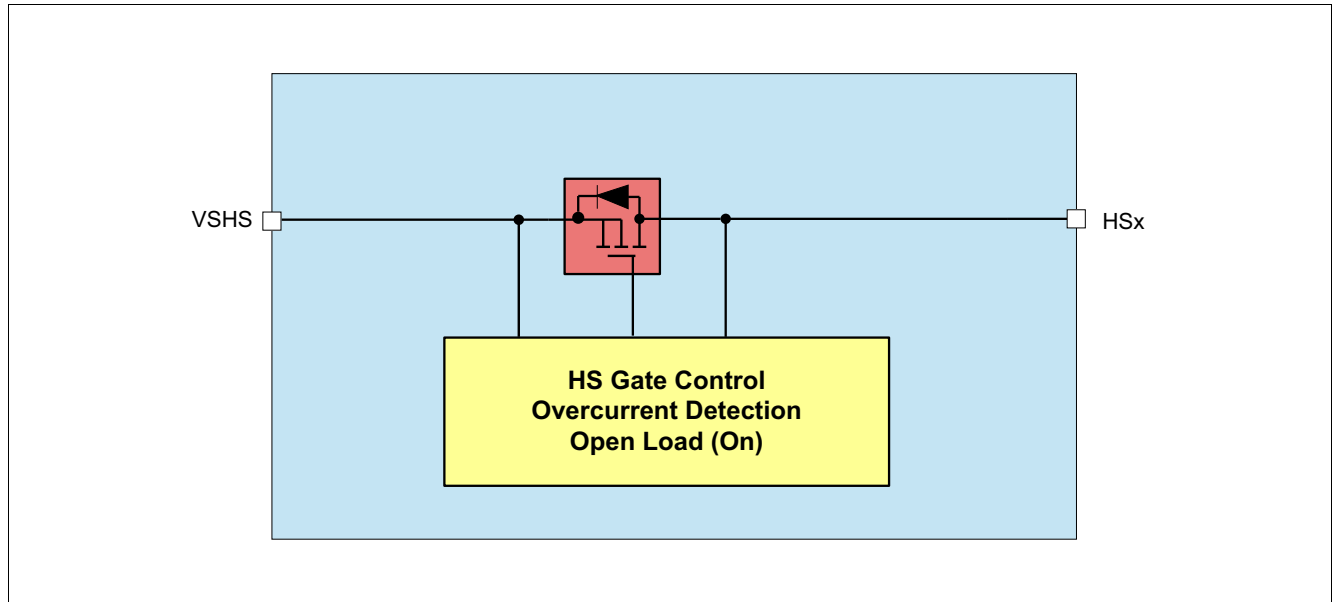 VSHS
HSx
HS Gate Control
Overcurrent Detection
Open Load (On)